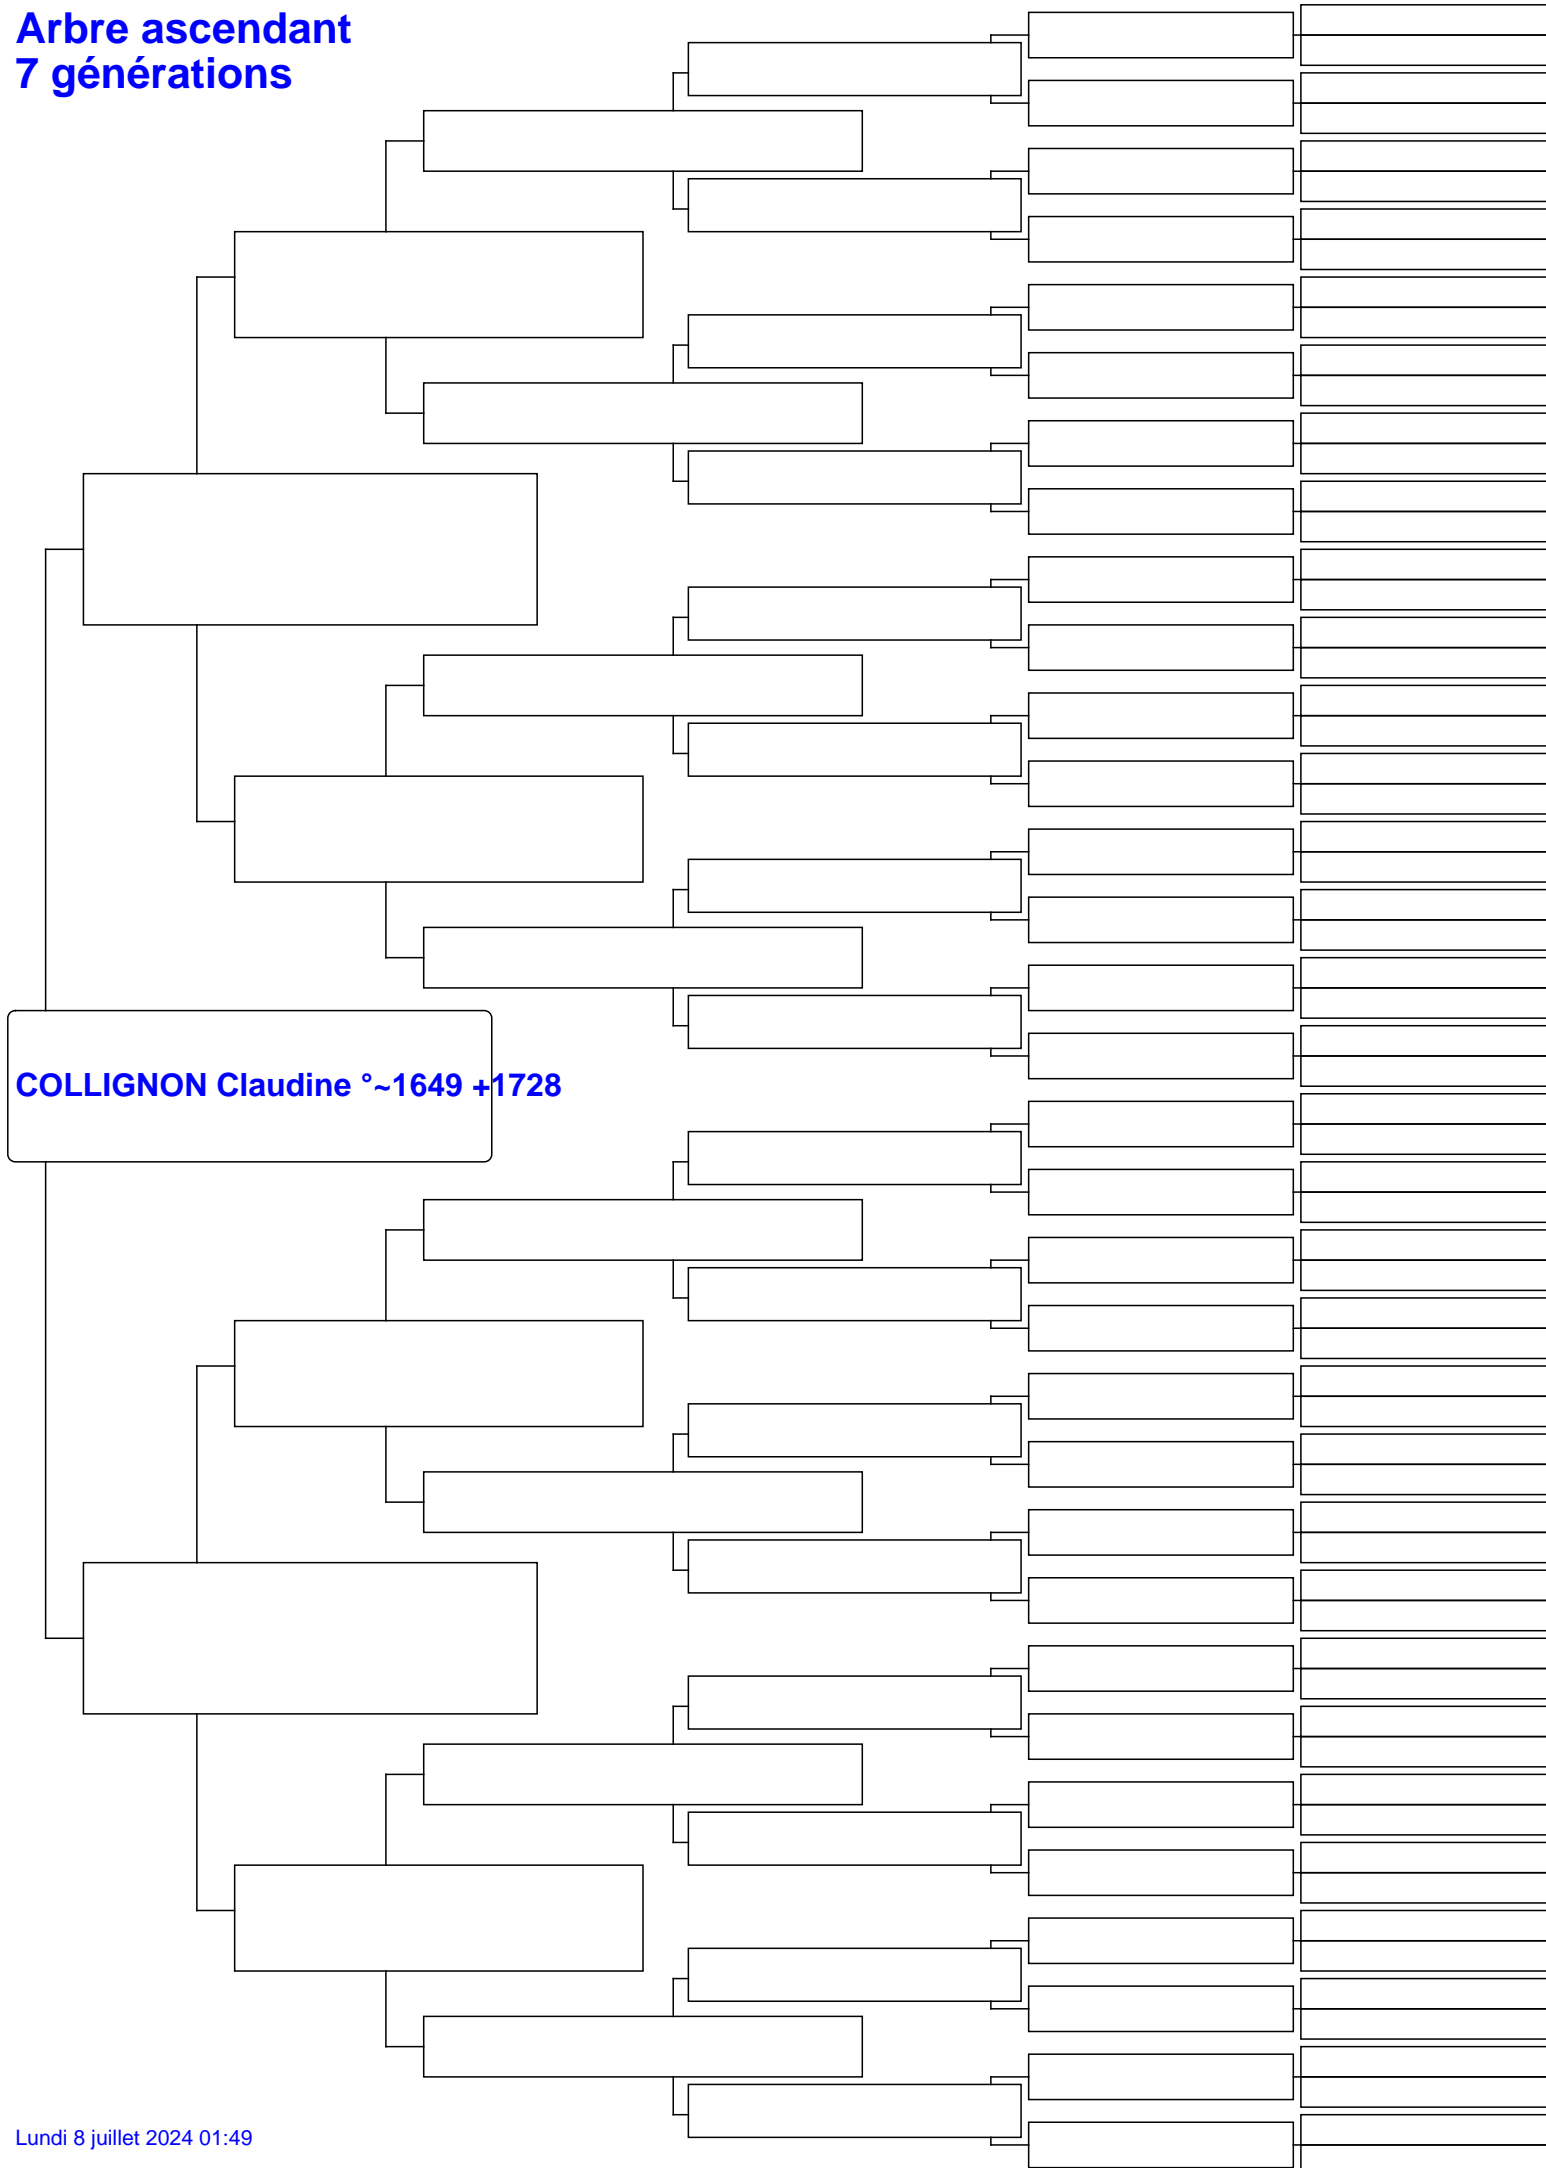 Arbre ascendant
7 générations
COLLIGNON Claudine °~1649 +1728
Lundi 8 juillet 2024 01:49